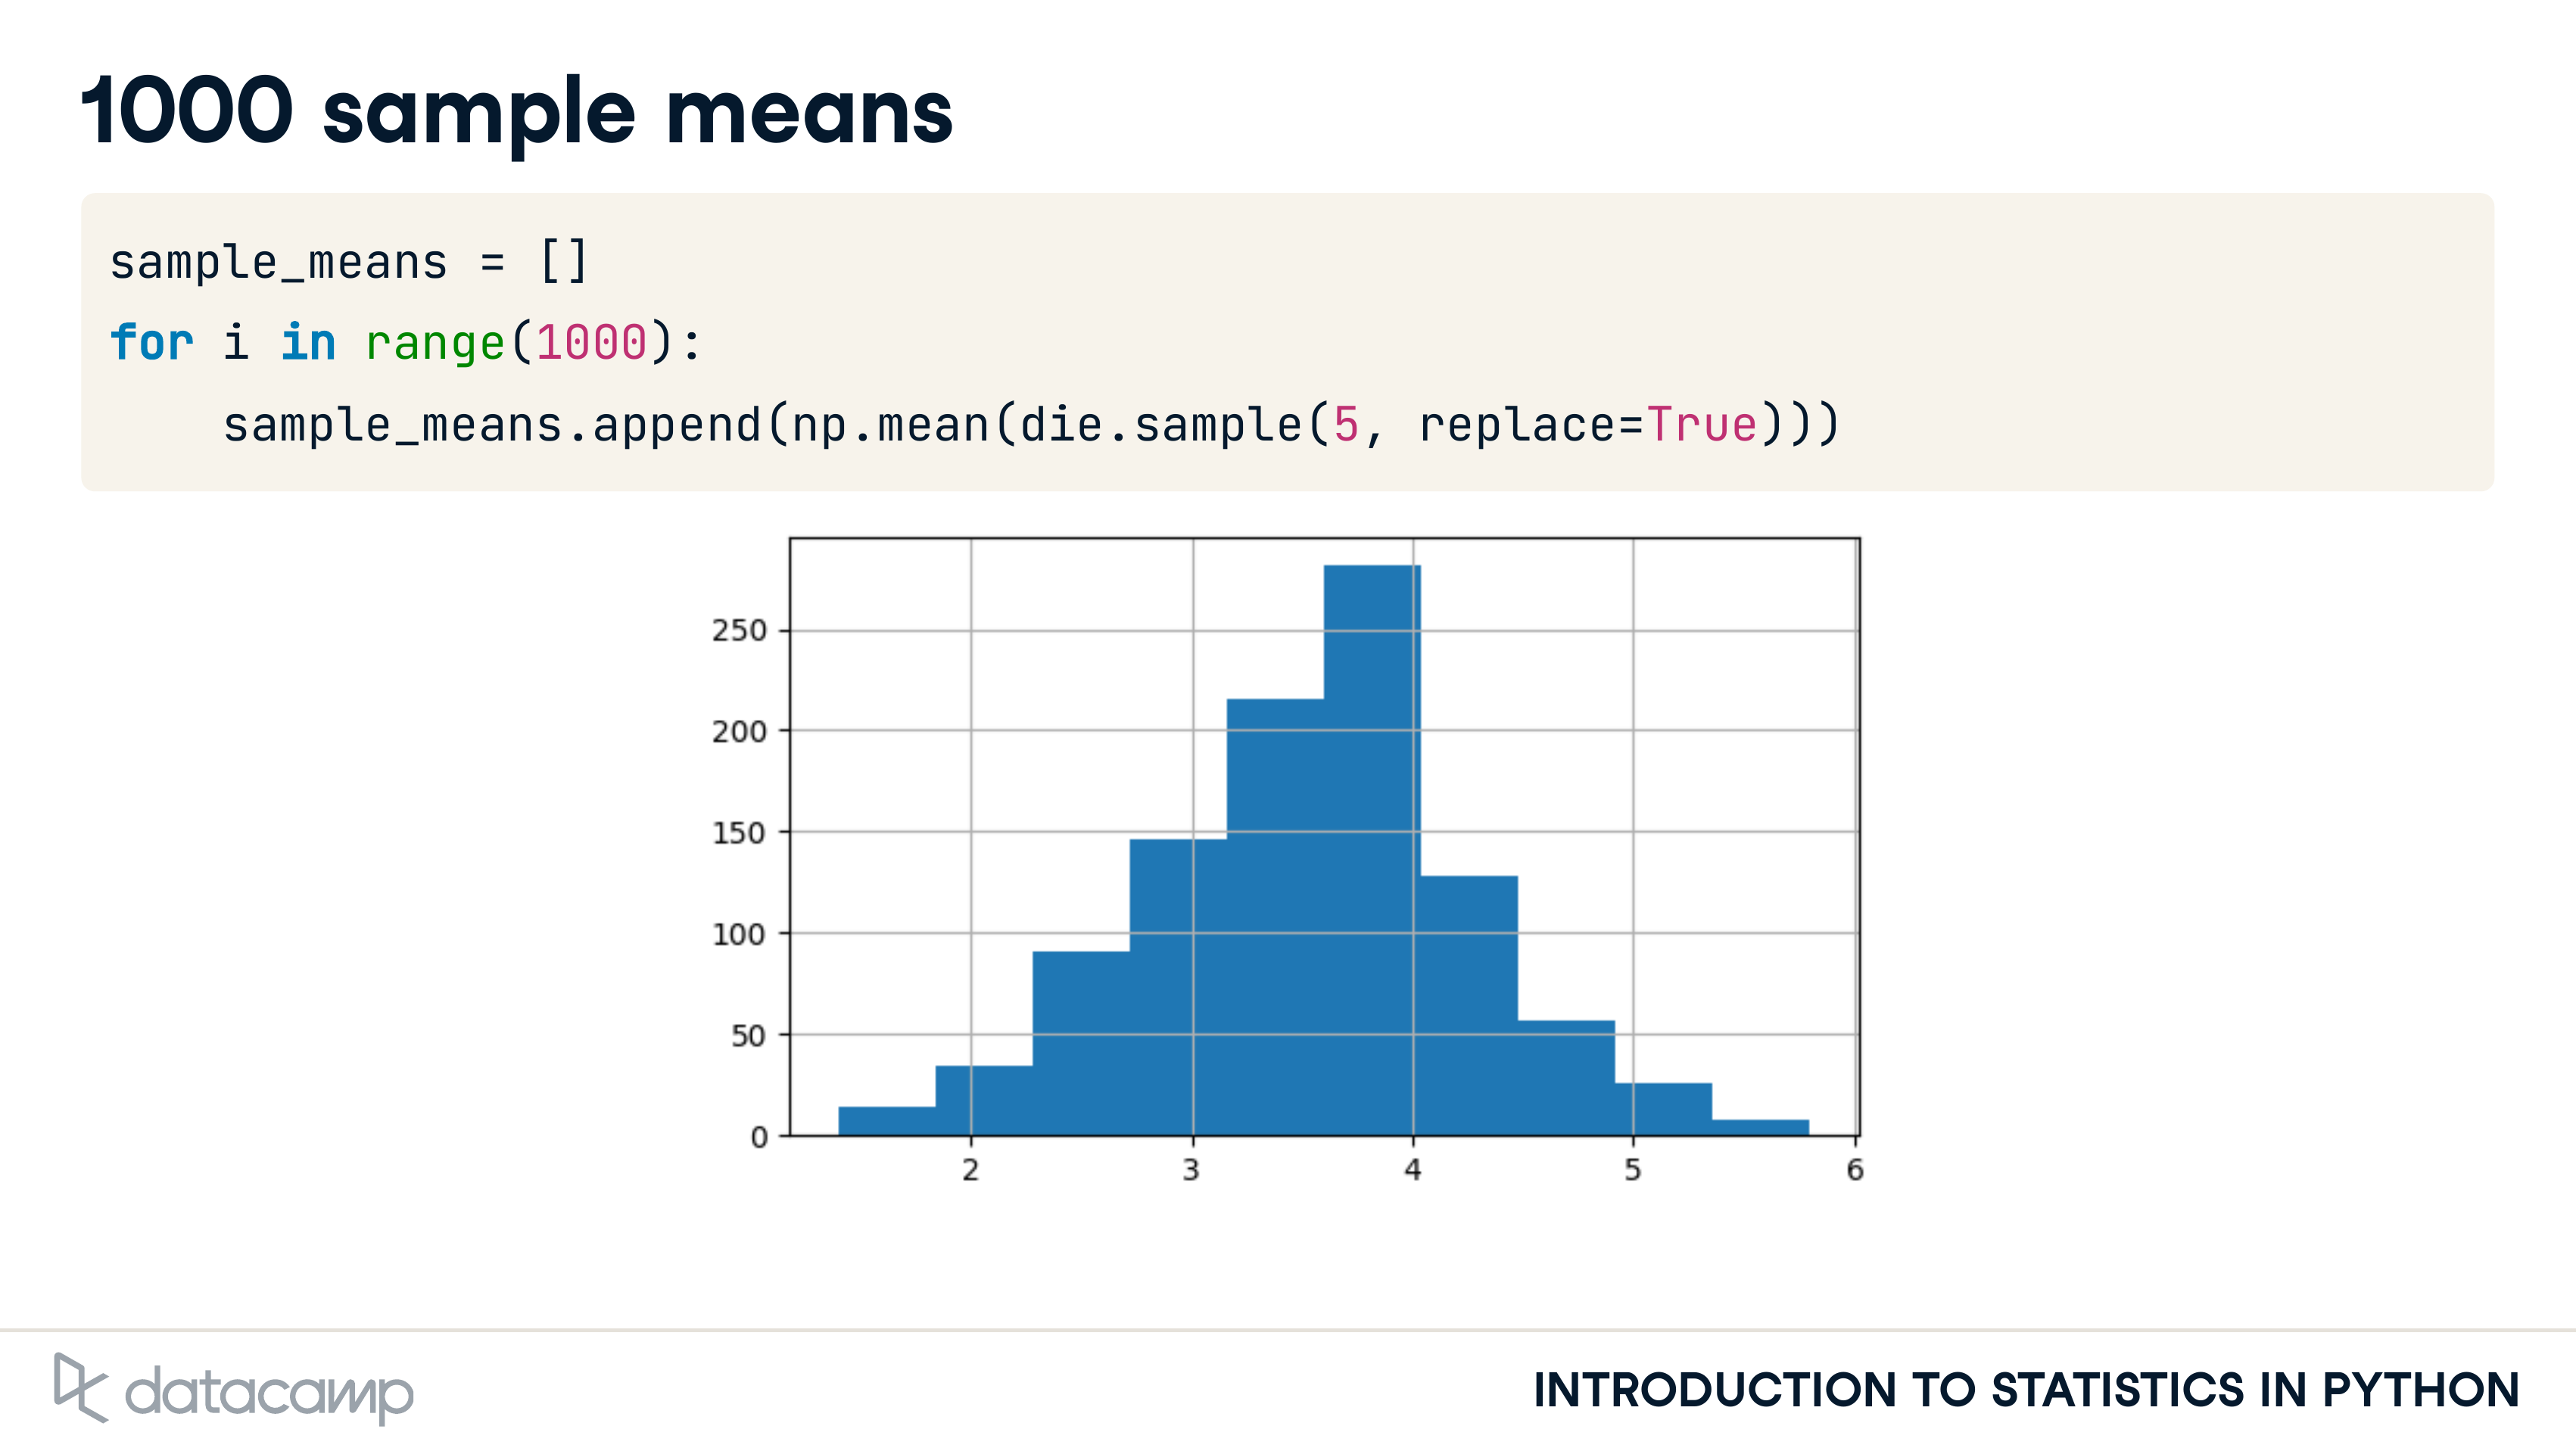 1000 sample means
sample_means = []
for i in range(1000):
    sample_means.append(np.mean(die.sample(5, replace=True)))
250
200
150
100
50
0
2 3 4 5 6
datacamp
INTRODUCTION TO STATISTICS IN PYTHON